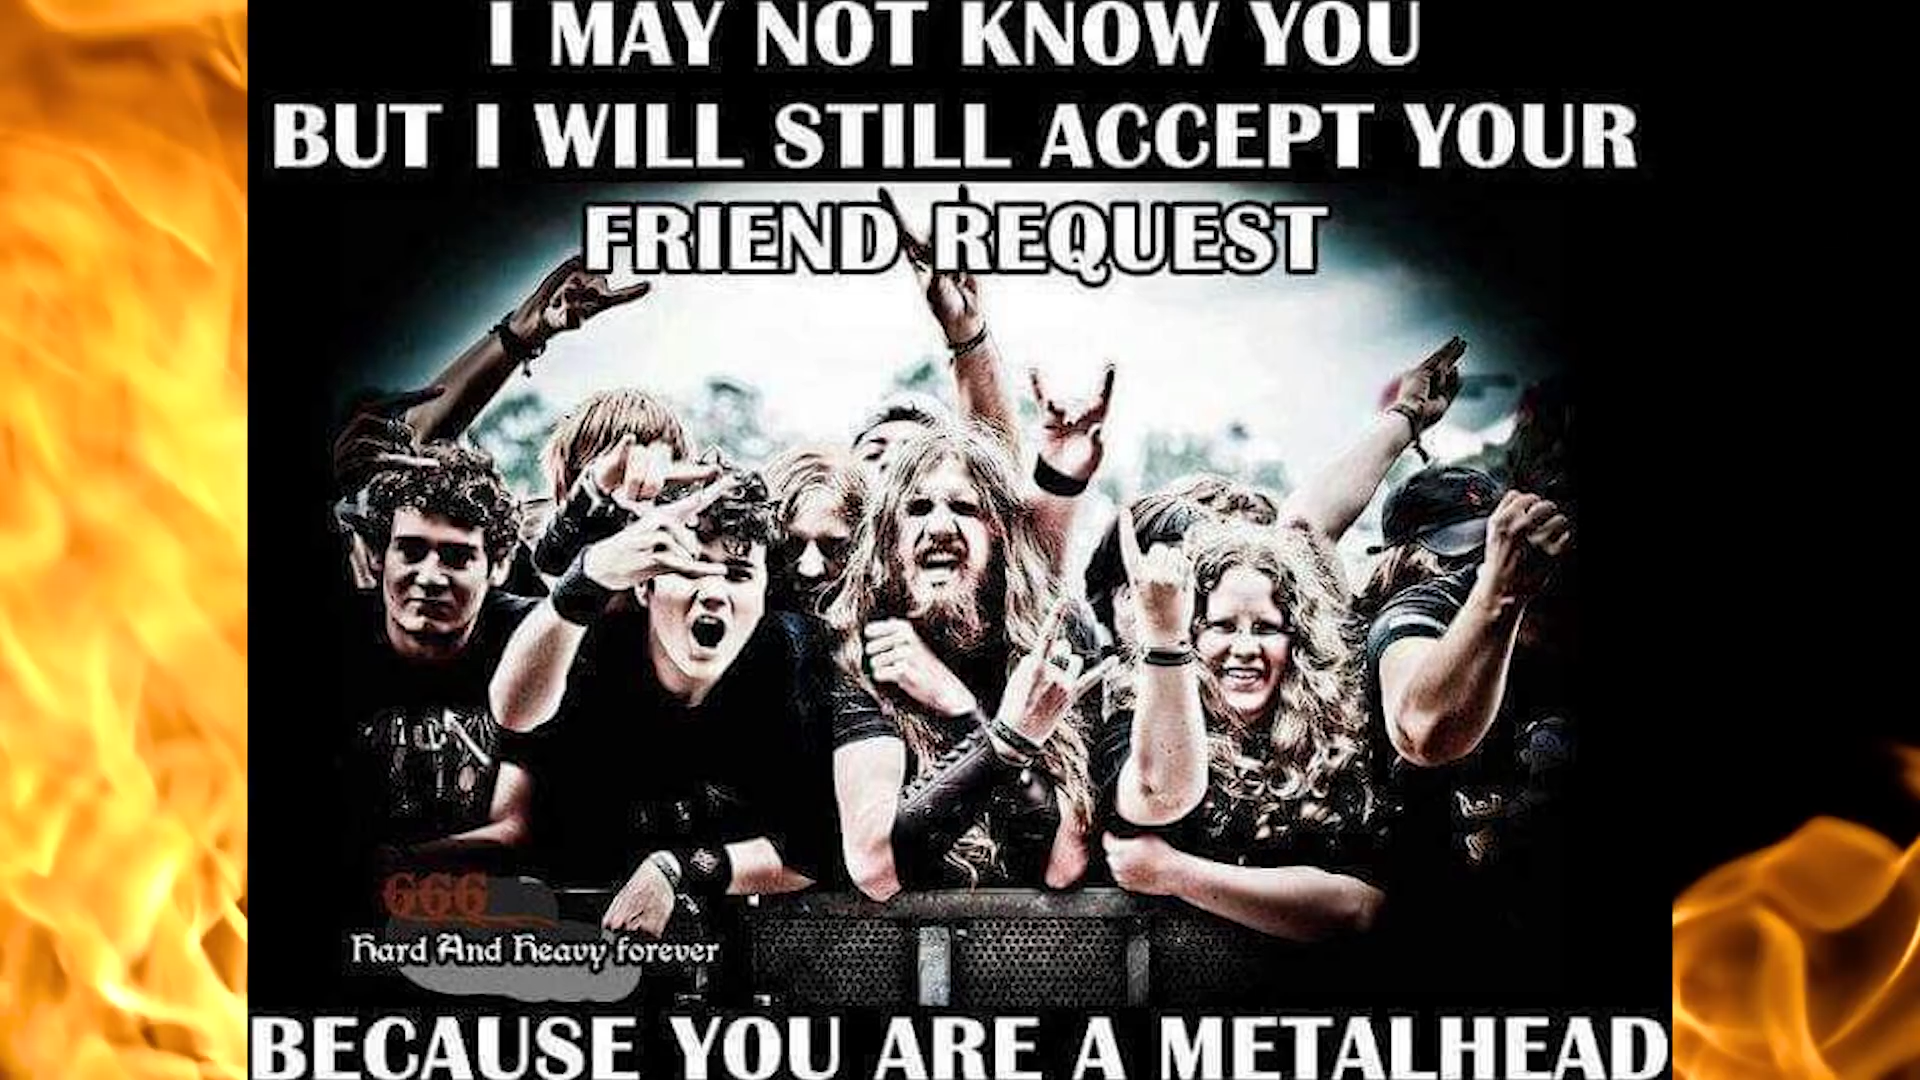 I MAY NOT KNOW YOU
BUT I WILL STILL ACCEPT YOUR
FRIEND REQUEST
666
Hard And Heavy forever
BECAUSE YOU ARE A METALHEAD